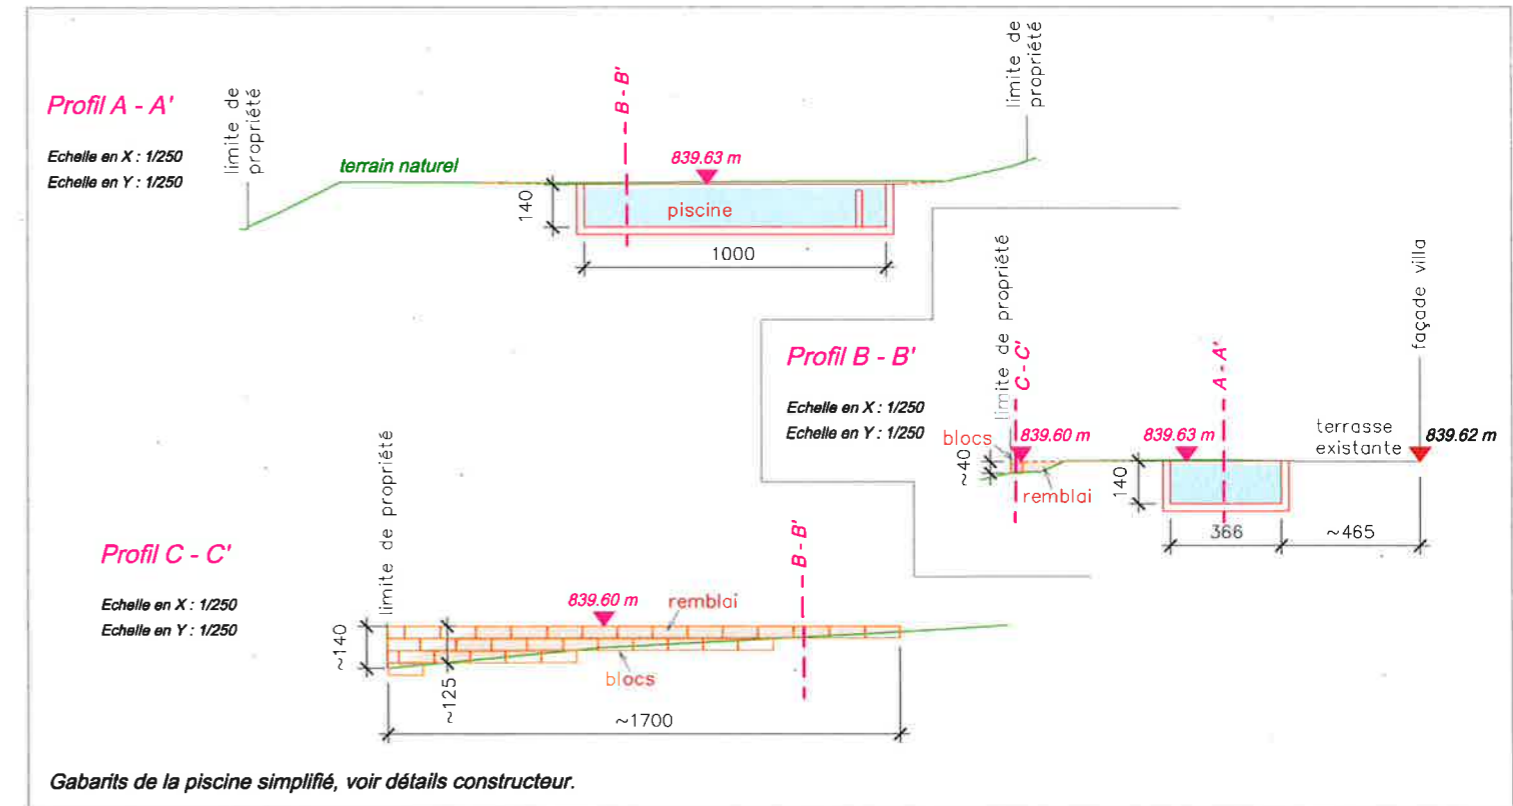 Profil A - A'
Echelle en X : 1/250
Echelle en Y : 1/250
limite de
propriété
terrain naturel
B - B'
839.63 m
limite de
propriété
140
piscine
1000
Profil B - B'
Echelle en X : 1/250
Echelle en Y : 1/250
limite de propriété
C - C'
A - A'
façade villa
blocs
839.60 m
839.63 m
terrasse
existante
839.62 m
~40
remblai
140
366
~465
Profil C - C'
Echelle en X : 1/250
Echelle en Y : 1/250
limite de propriété
839.60 m
remblai
B - B'
~140
~125
blocs
~1700
Gabarits de la piscine simplifié, voir détails constructeur.